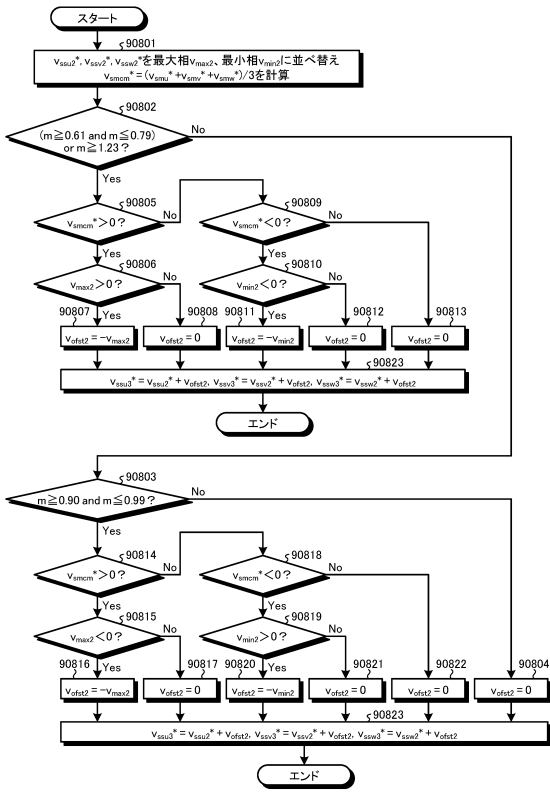 スタート
90801
vssu2*, vssv2*, vssw2*を最大相vmax2、最小相vmin2に並べ替え
vsmcm*=(vsmu*+vsmv*+vsmw*)/3を計算
90802
(m≧0.61 and m≦0.79)
or m≧1.23?
No
Yes
90805
vsmcm*>0?
No
Yes
90809
vsmcm*<0?
No
Yes
90806
vmax2>0?
No
Yes
90810
vmin2<0?
No
Yes
90807
vofst2=-vmax2
90808
vofst2=0
90811
vofst2=-vmin2
90812
vofst2=0
90813
vofst2=0
90823
vssu3*=vssu2*+vofst2, vssv3*=vssv2*+vofst2, vssw3*=vssw2*+vofst2
エンド
90803
m≧0.90 and m≦0.99?
No
Yes
90814
vsmcm*>0?
No
Yes
90818
vsmcm*<0?
No
Yes
90815
vmax2<0?
No
Yes
90819
vmin2>0?
No
Yes
90816
vofst2=-vmax2
90817
vofst2=0
90820
vofst2=-vmin2
90821
vofst2=0
90822
vofst2=0
90804
vofst2=0
90823
vssu3*=vssu2*+vofst2, vssv3*=vssv2*+vofst2, vssw3*=vssw2*+vofst2
エンド